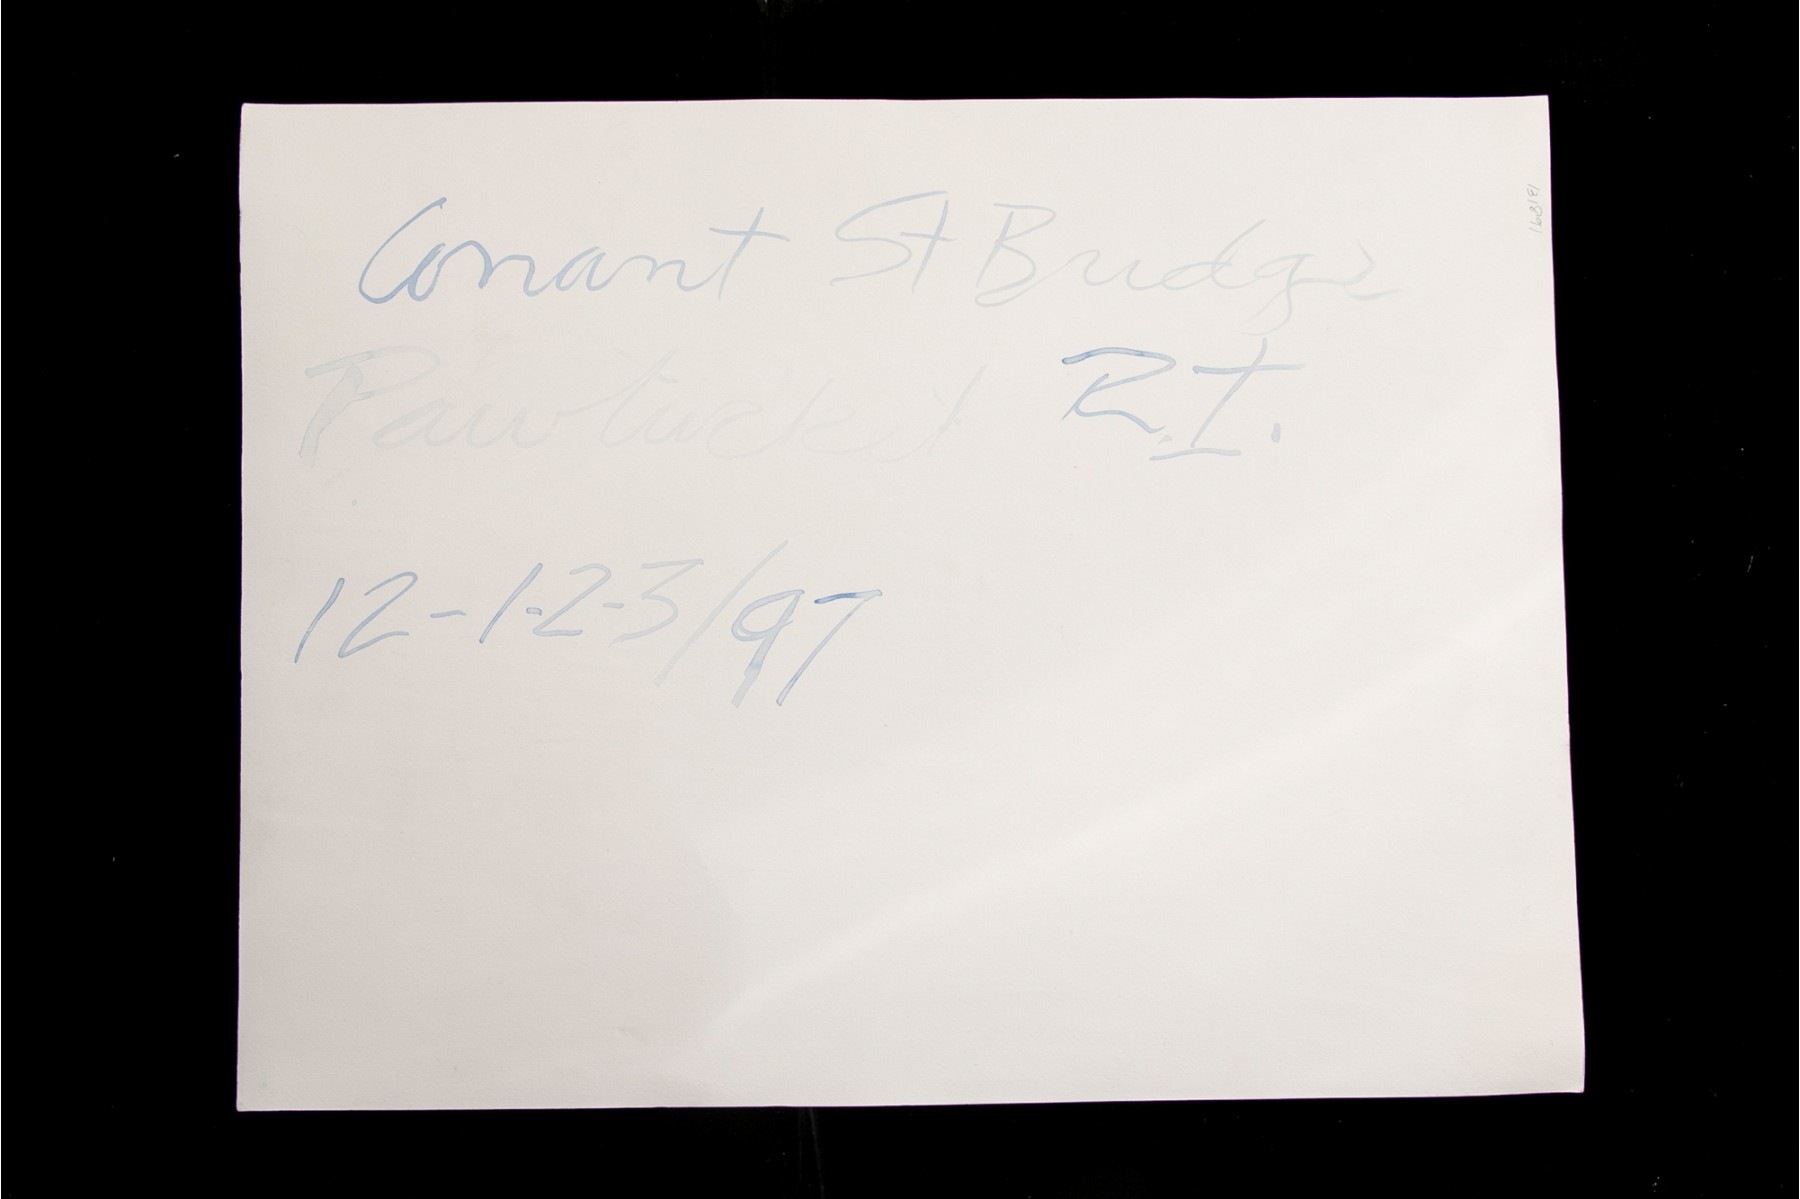 Conant St Bridge
Pawtucket R.I.
12-1-2-3/97